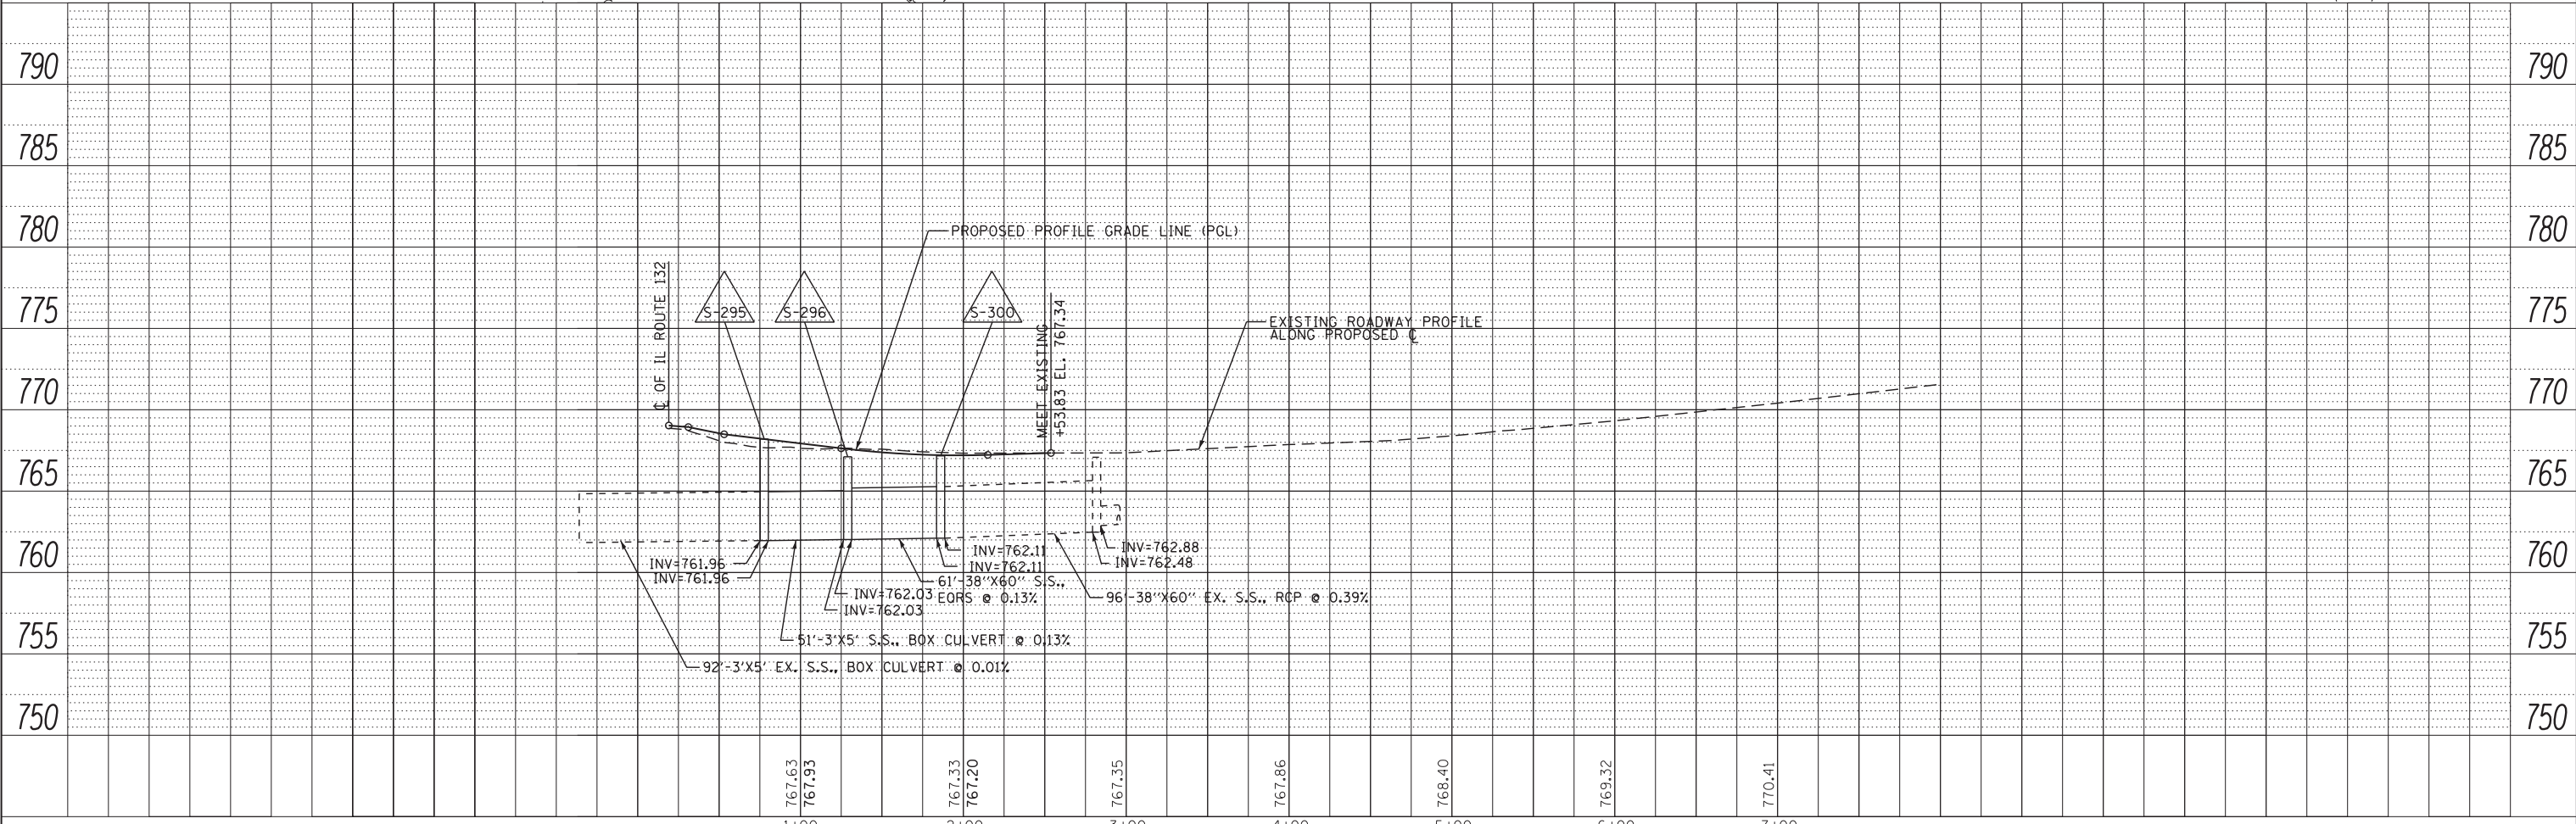 790 790
785 785
780 780
775 775
770 770
765 765
760 760
755 755
750 750
PROPOSED PROFILE GRADE LINE (PGL)
℄ OF IL ROUTE 132
S-295
S-296
S-300
MEET EXISTING
+53.83 EL. 767.34
EXISTING ROADWAY PROFILE
ALONG PROPOSED ℄
INV=761.96
INV=761.96
INV=762.03
INV=762.03
INV=762.11
INV=762.11
61'-38"X60" S.S.,
EQRS @ 0.13%
INV=762.88
INV=762.48
96'-38"X60" EX. S.S., RCP @ 0.39%
51'-3'X5' S.S., BOX CULVERT @ 0.13%
92'-3'X5' EX. S.S., BOX CULVERT @ 0.01%
767.63
767.93
767.33
767.20
767.35
767.86
768.40
769.32
770.41